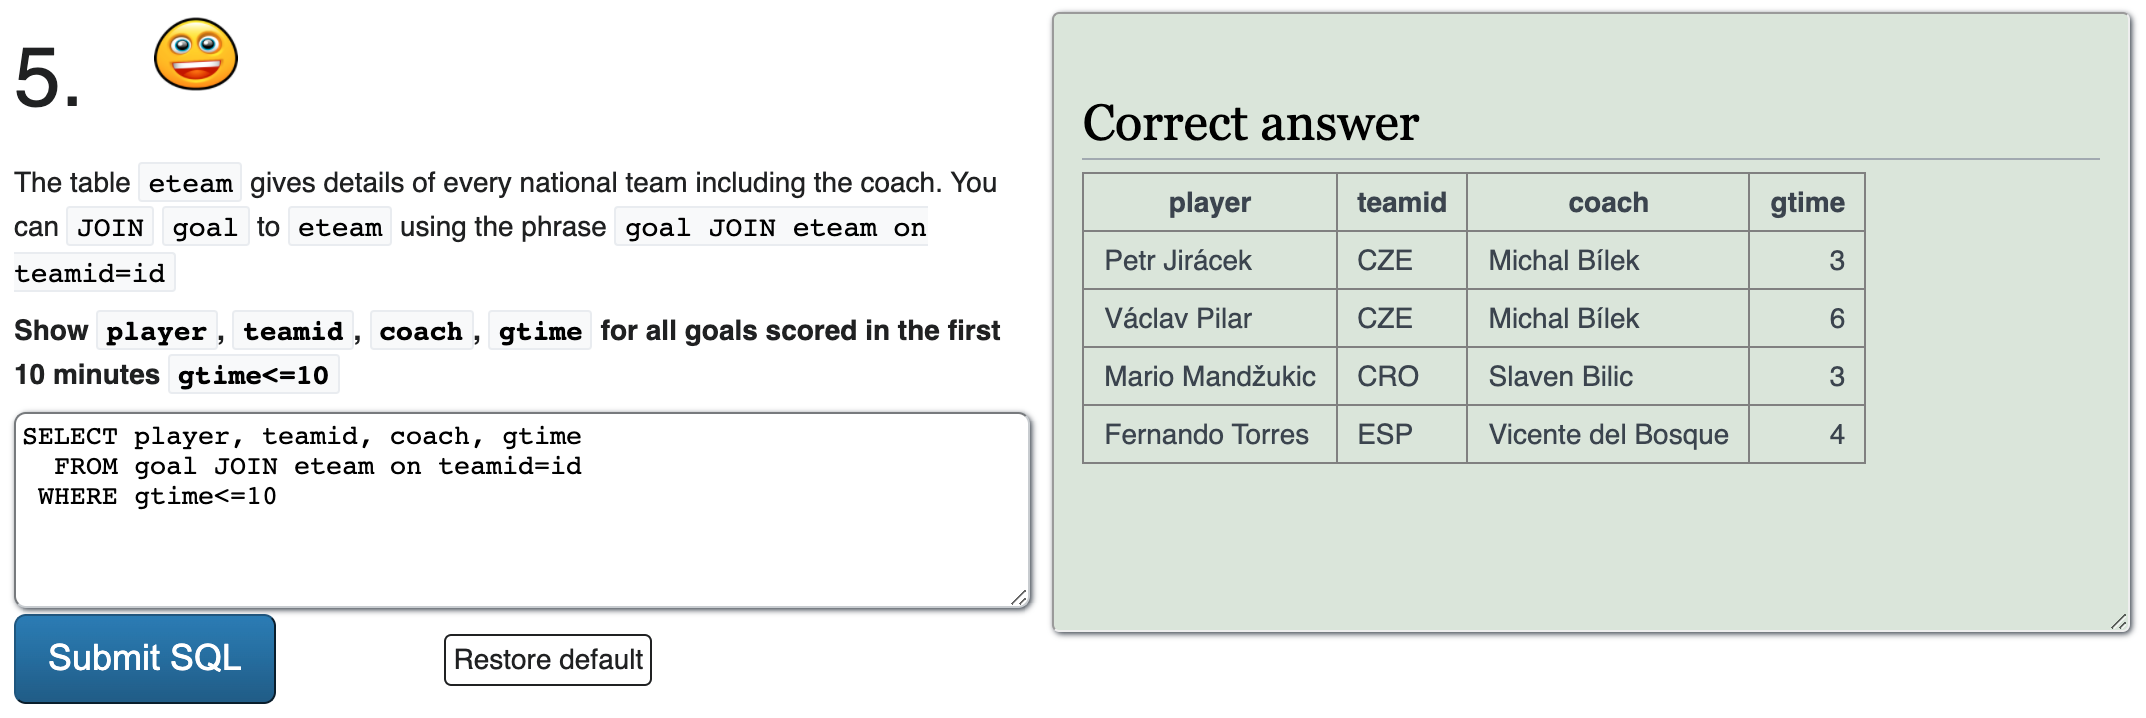 5.
The table eteam gives details of every national team including the coach. You
can JOIN goal to eteam using the phrase goal JOIN eteam on
teamid=id
Show player, teamid, coach, gtime for all goals scored in the first
10 minutes gtime<=10
SELECT player, teamid, coach, gtime
  FROM goal JOIN eteam on teamid=id
 WHERE gtime<=10
Submit SQL
Restore default
Correct answer
player teamid coach gtime
Petr Jirácek CZE Michal Bílek 3
Václav Pilar CZE Michal Bílek 6
Mario Mandžukic CRO Slaven Bilic 3
Fernando Torres ESP Vicente del Bosque 4